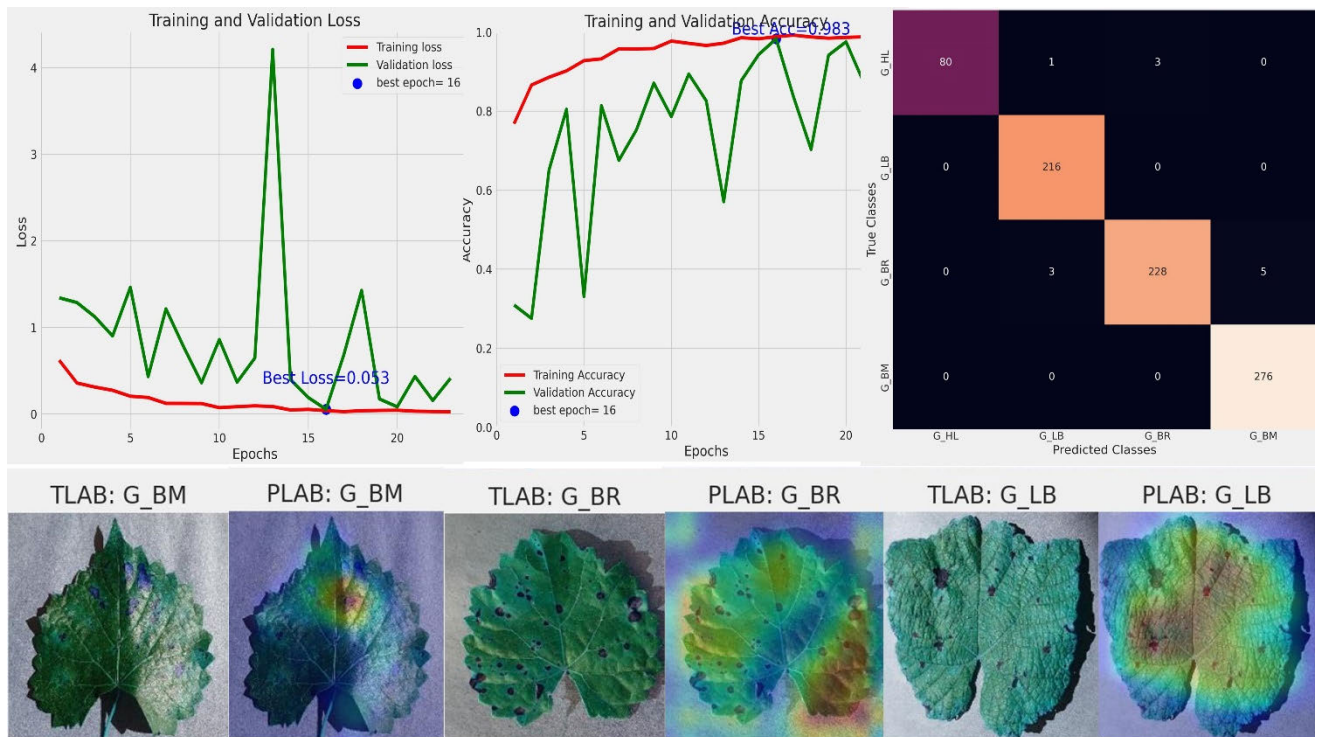 Training and Validation Loss
4
3
2
1
0
Loss
0
5
10
15
20
Epochs
Training loss
Validation loss
best epoch= 16
Best Loss=0.053
Training and Validation Accuracy
Best Acc=0.983
1.0
0.8
0.6
0.4
0.2
0.0
Accuracy
0
5
10
15
20
Epochs
Training Accuracy
Validation Accuracy
best epoch= 16
True Classes
G_HL
80 1 3 0
G_LB
0 216 0 0
G_BR
0 3 228 5
G_BM
0 0 0 276
G_HL G_LB G_BR G_BM
Predicted Classes
TLAB: G_BM
PLAB: G_BM
TLAB: G_BR
PLAB: G_BR
TLAB: G_LB
PLAB: G_LB